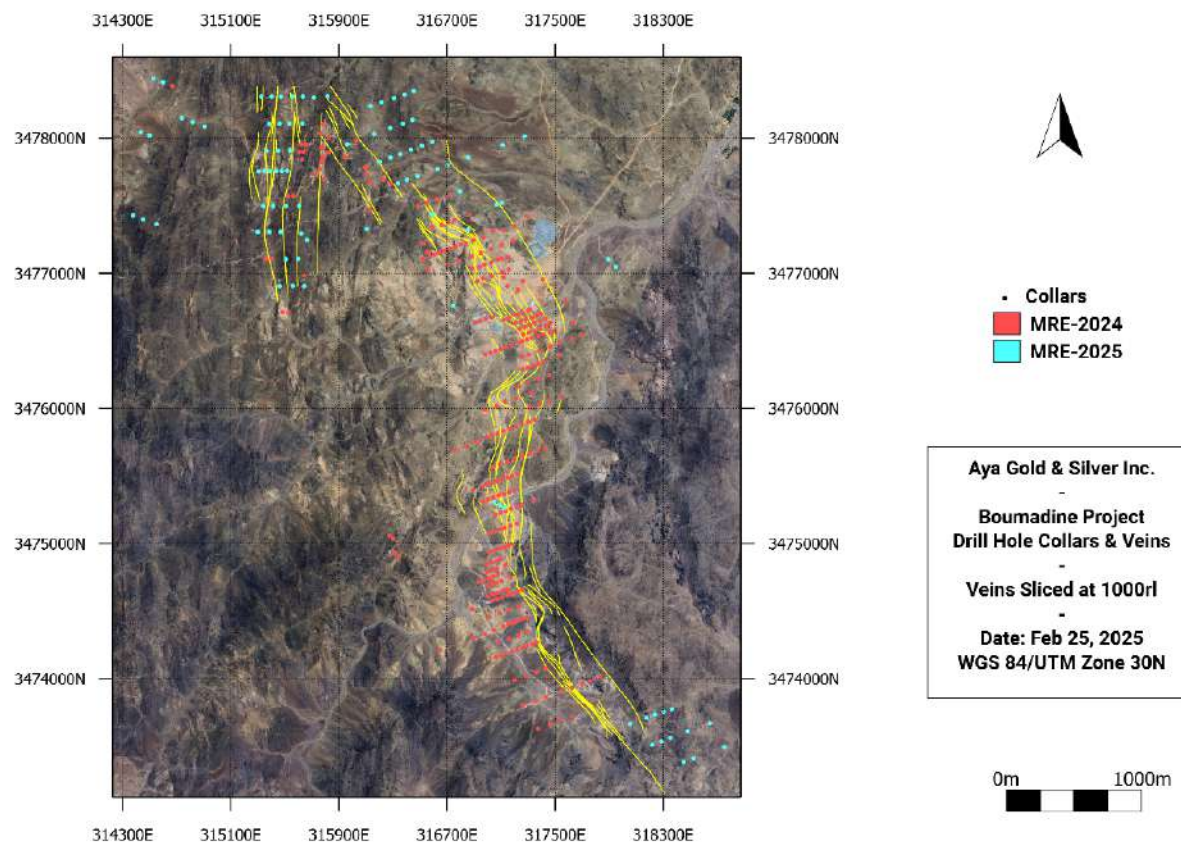 314300E 315100E 315900E 316700E 317500E 318300E
3478000N 3478000N
3477000N 3477000N
3476000N 3476000N
3475000N 3475000N
3474000N 3474000N
314300E 315100E 315900E 316700E 317500E 318300E
Collars
MRE-2024
MRE-2025
Aya Gold & Silver Inc.
-
Boumadine Project
Drill Hole Collars & Veins
-
Veins Sliced at 1000rl
-
Date: Feb 25, 2025
WGS 84/UTM Zone 30N
0m 1000m